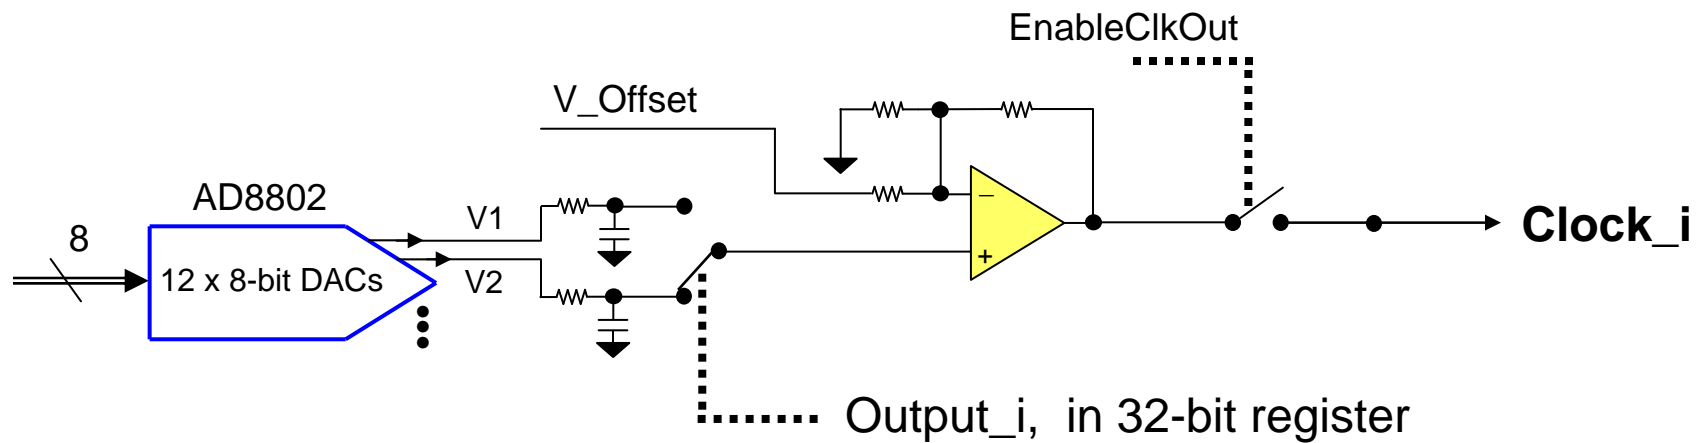 EnableClkOut
V_Offset
AD8802
V1
8
12 x 8-bit DACs
V2
−
+
Clock_i
Output_i, in 32-bit register